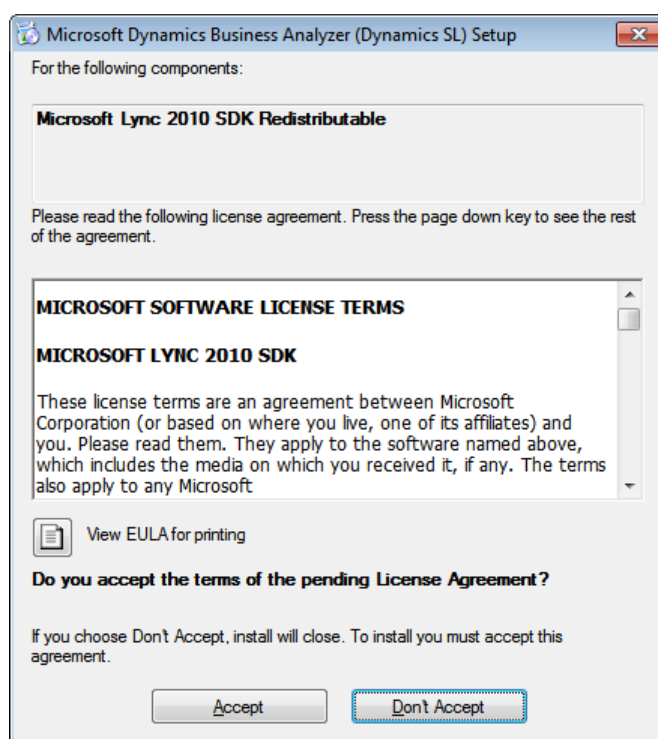 Microsoft Dynamics Business Analyzer (Dynamics SL) Setup
For the following components:
Microsoft Lync 2010 SDK Redistributable
Please read the following license agreement. Press the page down key to see the rest
of the agreement.
MICROSOFT SOFTWARE LICENSE TERMS
MICROSOFT LYNC 2010 SDK
These license terms are an agreement between Microsoft
Corporation (or based on where you live, one of its affiliates) and
you. Please read them. They apply to the software named above,
which includes the media on which you received it, if any. The terms
also apply to any Microsoft
View EULA for printing
Do you accept the terms of the pending License Agreement?
If you choose Don't Accept, install will close. To install you must accept this
agreement.
Accept
Don't Accept